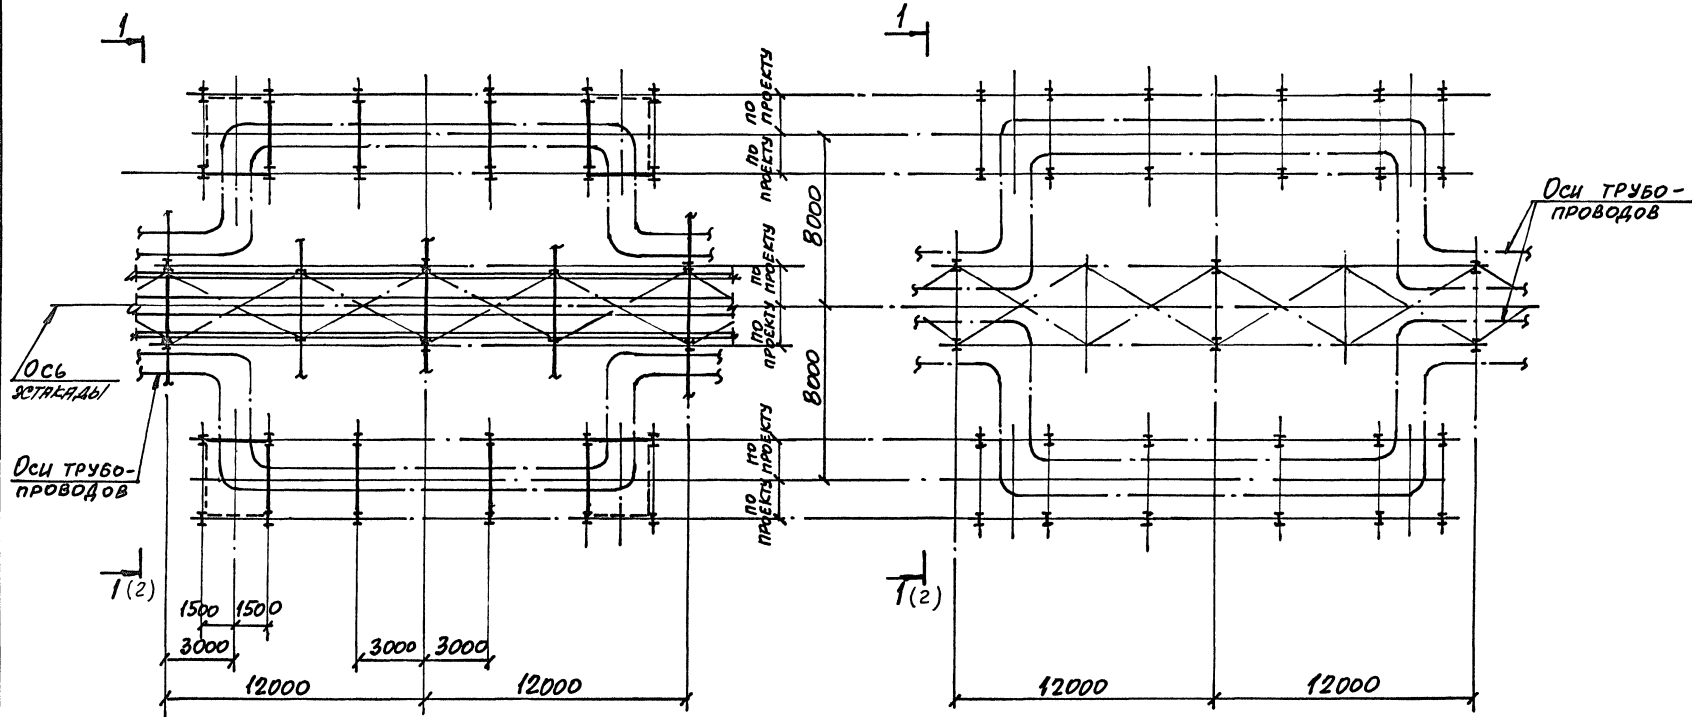 1
1
ПО ПРОЕКТУ
ПО ПРОЕКТУ
8000
ПО ПРОЕКТУ
ПО ПРОЕКТУ
8000
ПО ПРОЕКТУ
ПО ПРОЕКТУ
Оси ТРУБО-
ПРОВОДОВ
Ось
ЭСТАКАДЫ
Оси ТРУБО-
ПРОВОДОВ
1(2)
1(2)
1500 1500
3000
3000 3000
12000
12000
12000
12000